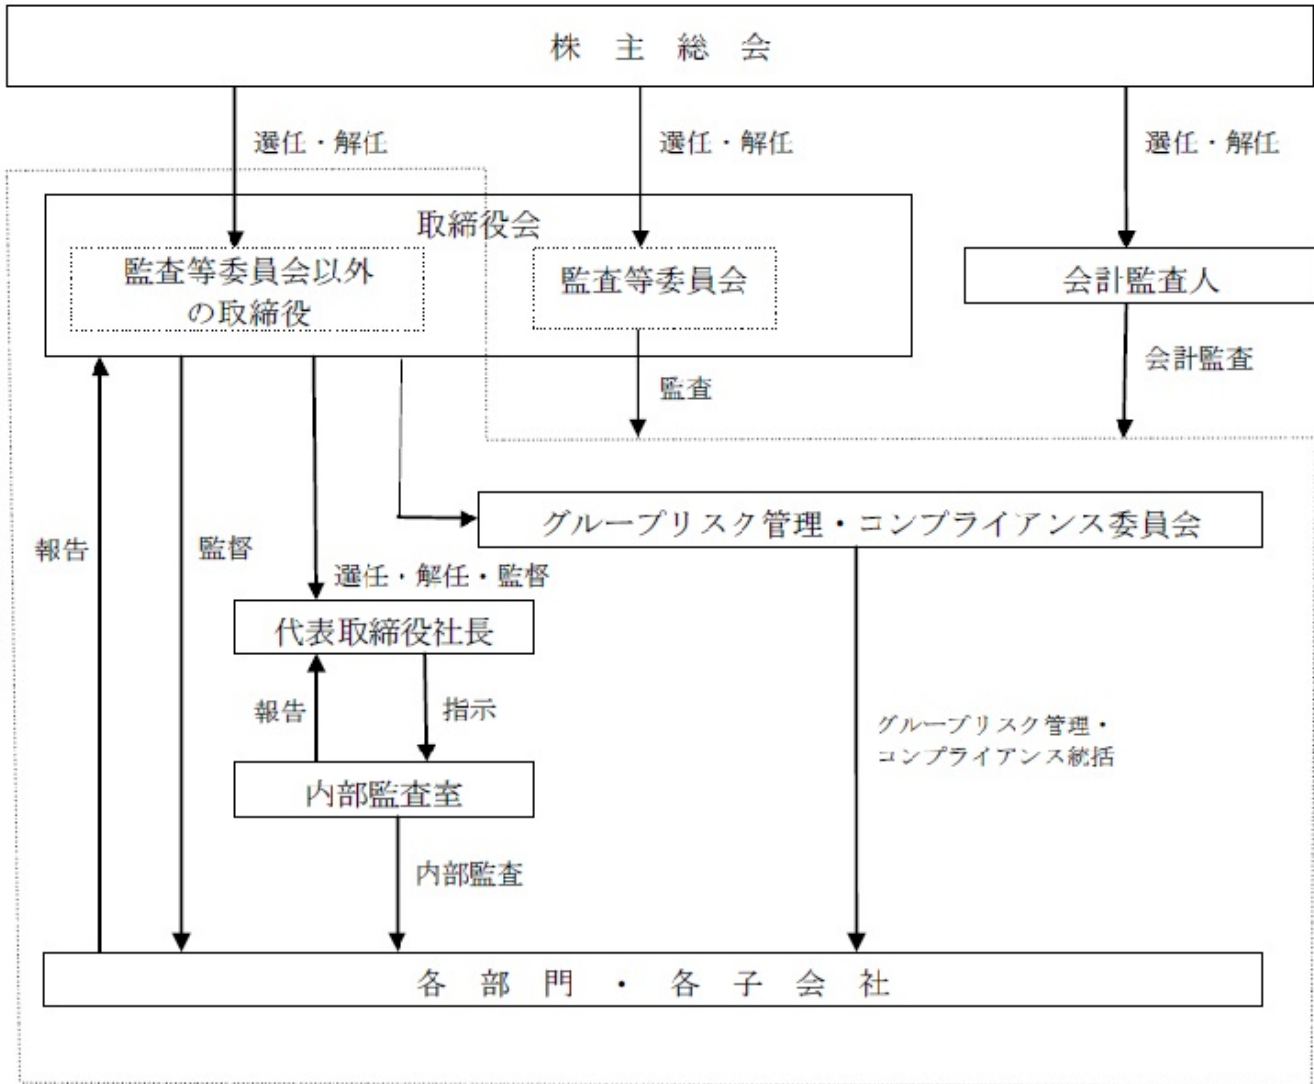 株 主 総 会
選任・解任
選任・解任
選任・解任
取締役会
監査等委員会以外
の取締役
監査等委員会
会計監査人
監査
会計監査
グループリスク管理・コンプライアンス委員会
報告
監督
選任・解任・監督
代表取締役社長
報告
指示
グループリスク管理・
コンプライアンス統括
内部監査室
内部監査
各 部 門 ・ 各 子 会 社